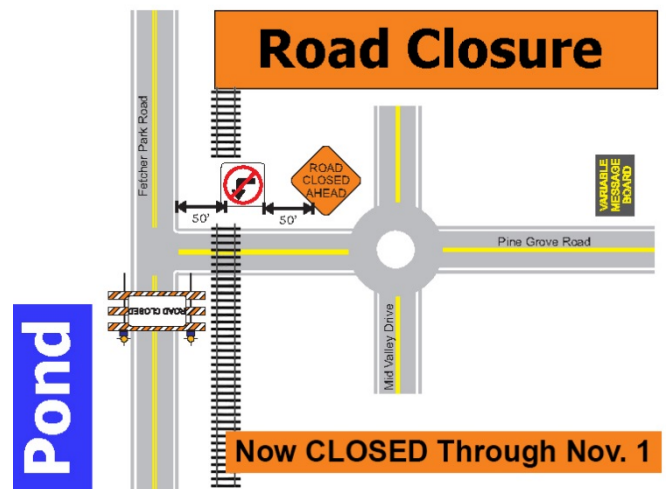 Road Closure
Fetcher Park Road
ROAD
CLOSED
AHEAD
50'
50'
VARIABLE
MESSAGE
BOARD
Pine Grove Road
ROAD CLOSED
Mid Valley Drive
Pond
Now CLOSED Through Nov. 1